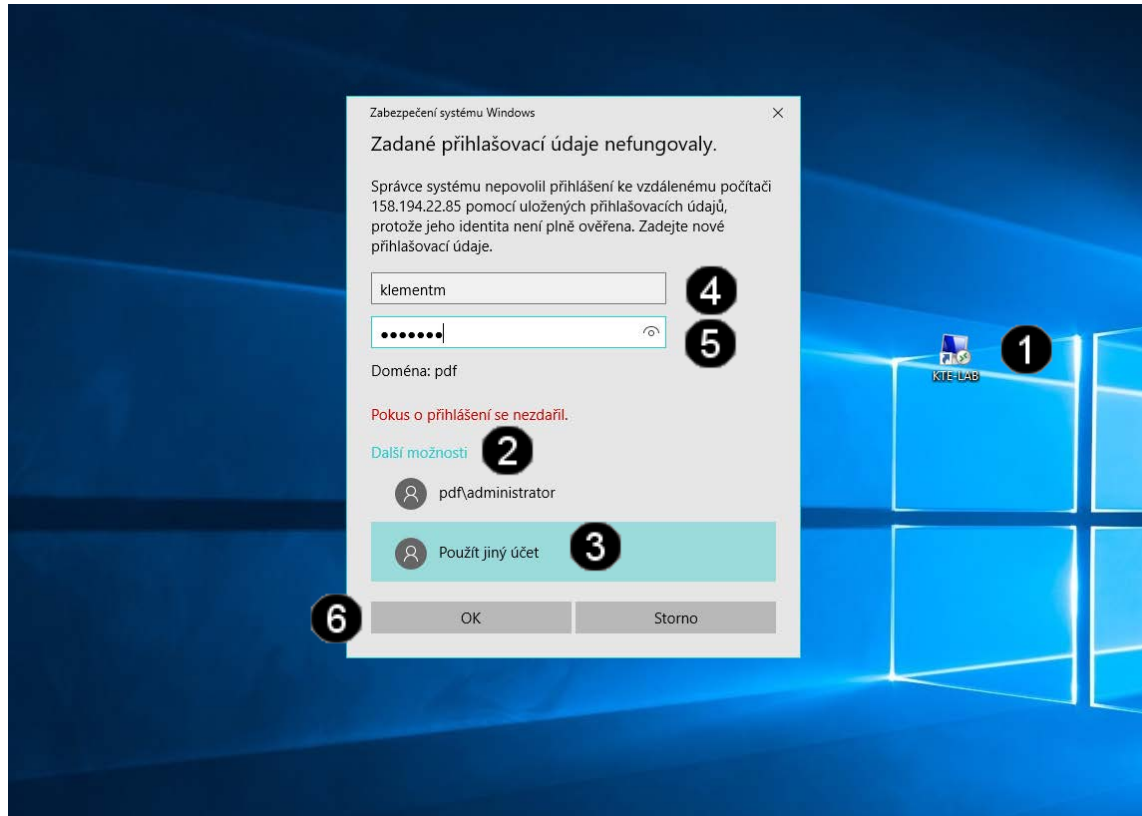 Zabezpečení systému Windows
Zadané přihlašovací údaje nefungovaly.
Správce systému nepovolil přihlášení ke vzdálenému počítači
158.194.22.85 pomocí uložených přihlašovacích údajů,
protože jeho identita není plně ověřena. Zadejte nové
přihlašovací údaje.
klementm
4
•••••••
5
Doména: pdf
KTE-LAB
1
Pokus o přihlášení se nezdařil.
Další možnosti
2
pdf\administrator
Použít jiný účet
3
6
OK
Storno